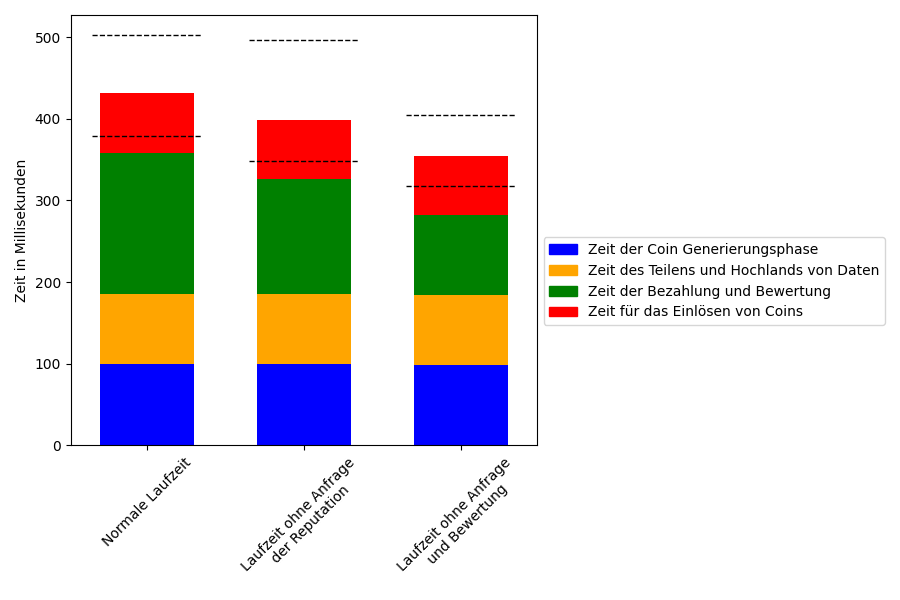 Zeit in Millisekunden
500
400
300
200
100
0
Normale Laufzeit
Laufzeit ohne Anfrage
der Reputation
Laufzeit ohne Anfrage
und Bewertung
Zeit der Coin Generierungsphase
Zeit des Teilens und Hochlands von Daten
Zeit der Bezahlung und Bewertung
Zeit für das Einlösen von Coins